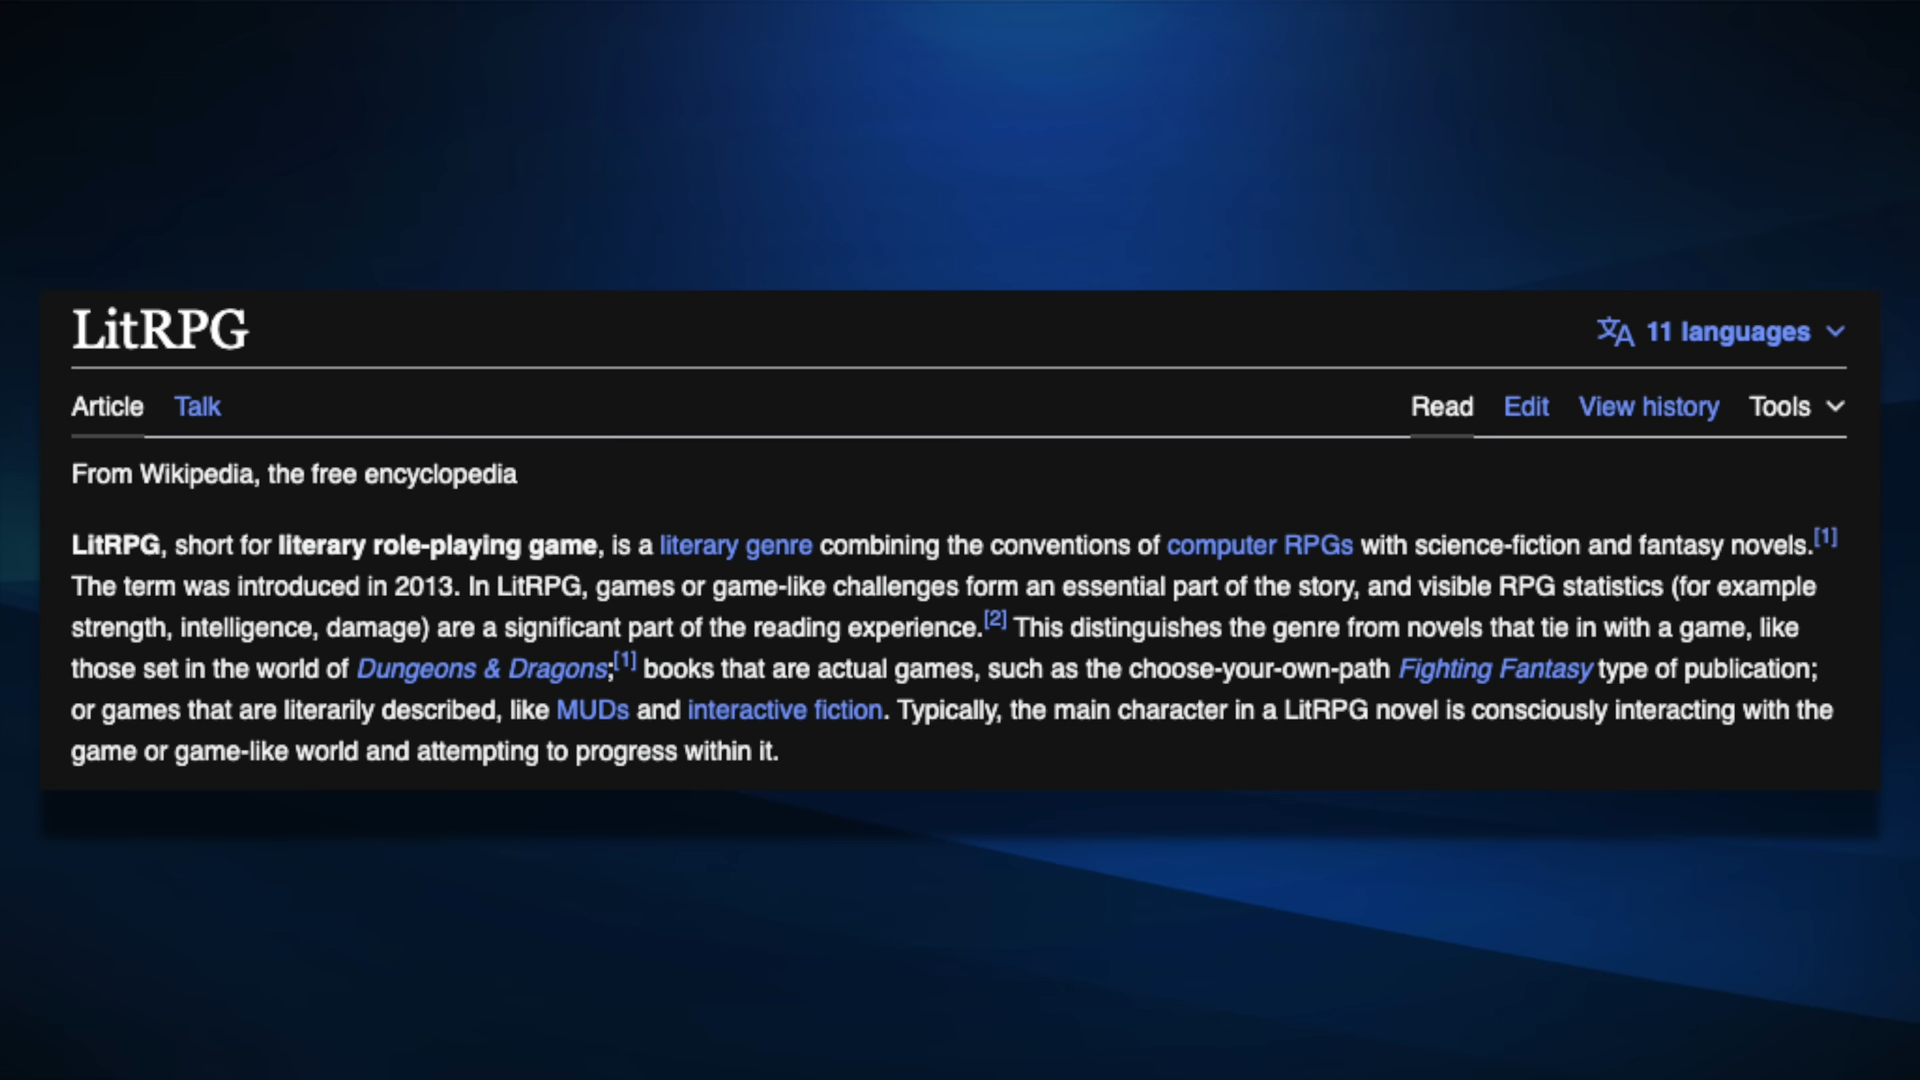 LitRPG
文A 11 languages
Article Talk Read Edit View history Tools
From Wikipedia, the free encyclopedia
LitRPG, short for literary role-playing game, is a literary genre combining the conventions of computer RPGs with science-fiction and fantasy novels.[1]
The term was introduced in 2013. In LitRPG, games or game-like challenges form an essential part of the story, and visible RPG statistics (for example
strength, intelligence, damage) are a significant part of the reading experience.[2] This distinguishes the genre from novels that tie in with a game, like
those set in the world of Dungeons & Dragons;[1] books that are actual games, such as the choose-your-own-path Fighting Fantasy type of publication;
or games that are literarily described, like MUDs and interactive fiction. Typically, the main character in a LitRPG novel is consciously interacting with the
game or game-like world and attempting to progress within it.